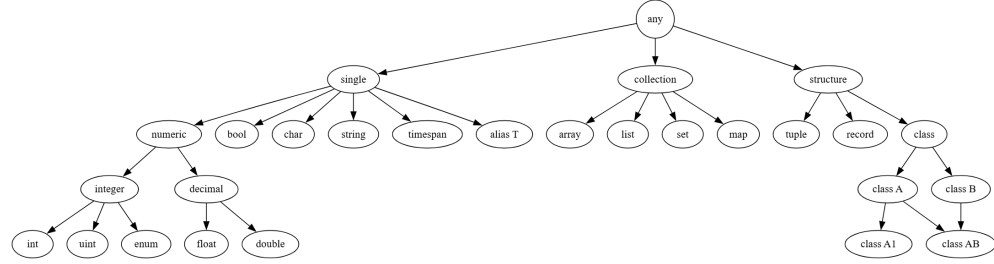 any
single
collection
structure
numeric
bool
char
string
timespan
alias T
array
list
set
map
tuple
record
class
integer
decimal
class A
class B
int
uint
enum
float
double
class A1
class AB